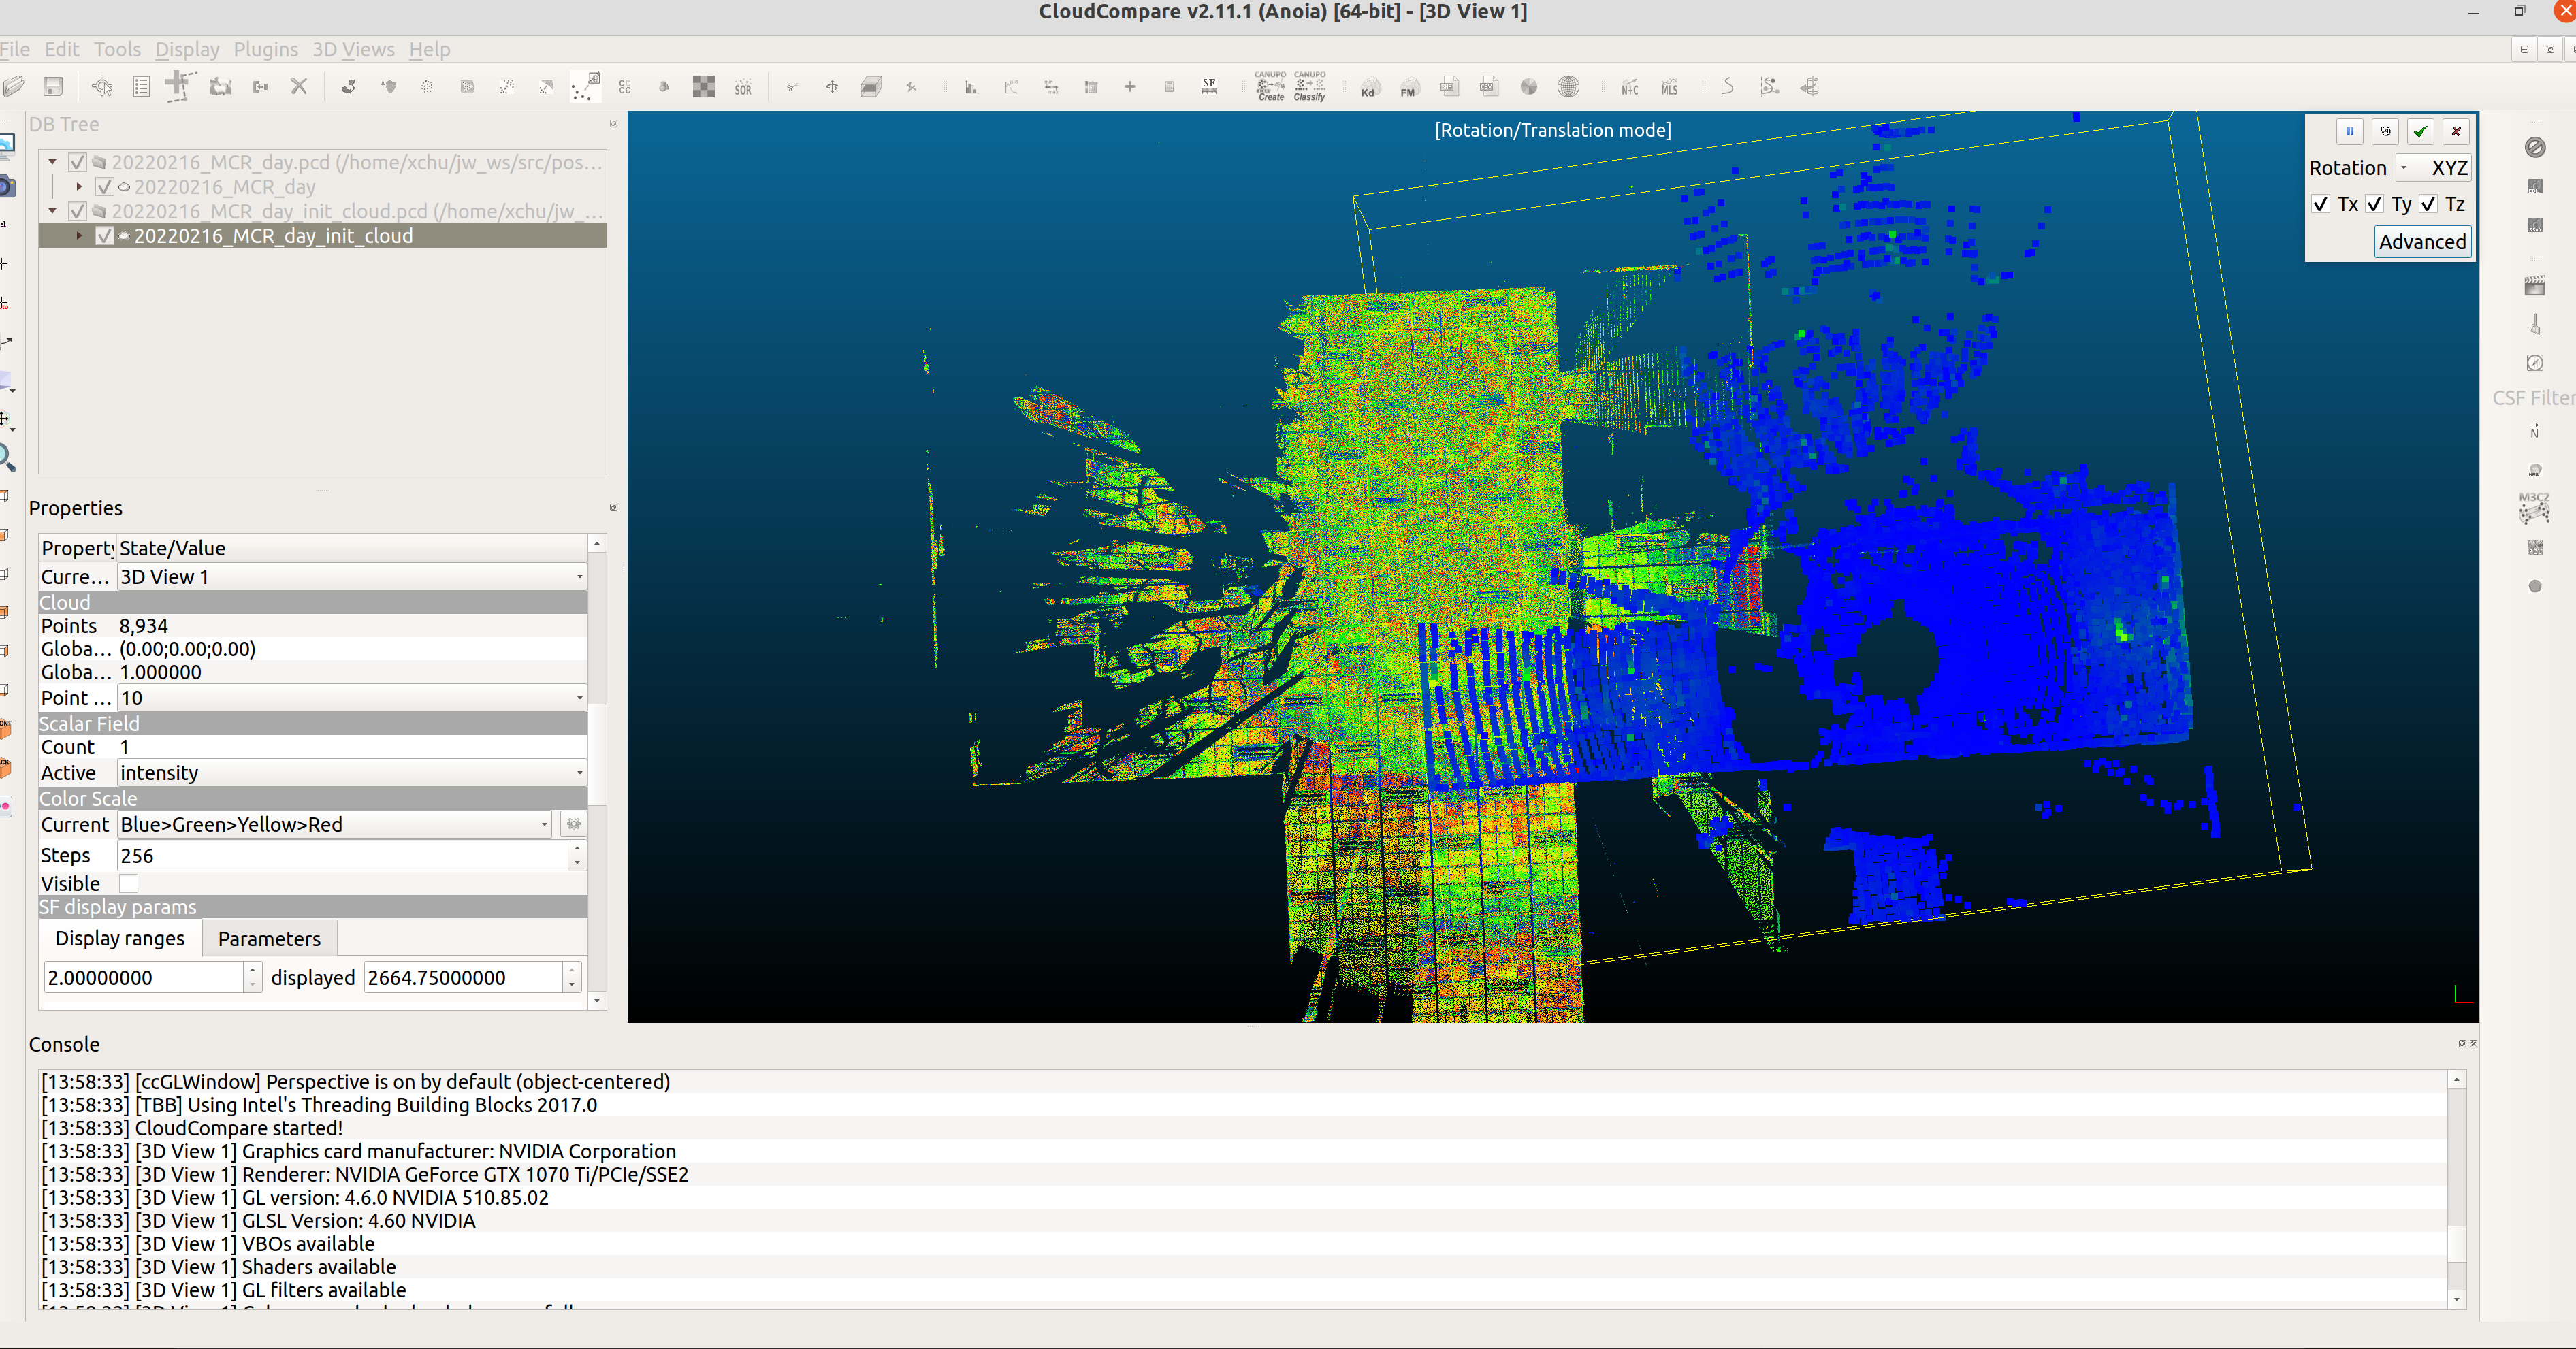 CloudCompare v2.11.1 (Anoia) [64-bit] - [3D View 1]
File Edit Tools Display Plugins 3D Views Help
SOR SF CANUPO Create CANUPO Classify Kd FM N+C MLS
DB Tree
20220216_MCR_day.pcd (/home/xchu/jw_ws/src/pos...
20220216_MCR_day
20220216_MCR_day_init_cloud.pcd (/home/xchu/jw_...
20220216_MCR_day_init_cloud
[Rotation/Translation mode]
Rotation XYZ
Tx Ty Tz
Advanced
CSF Filter
N
M3C2
Properties
Property State/Value
Curre... 3D View 1
Cloud
Points 8,934
Globa... (0.00;0.00;0.00)
Globa... 1.000000
Point ... 10
Scalar Field
Count 1
Active intensity
Color Scale
Current Blue>Green>Yellow>Red
Steps 256
Visible
SF display params
Display ranges Parameters
2.00000000 displayed 2664.75000000
Console
[13:58:33] [ccGLWindow] Perspective is on by default (object-centered)
[13:58:33] [TBB] Using Intel's Threading Building Blocks 2017.0
[13:58:33] CloudCompare started!
[13:58:33] [3D View 1] Graphics card manufacturer: NVIDIA Corporation
[13:58:33] [3D View 1] Renderer: NVIDIA GeForce GTX 1070 Ti/PCIe/SSE2
[13:58:33] [3D View 1] GL version: 4.6.0 NVIDIA 510.85.02
[13:58:33] [3D View 1] GLSL Version: 4.60 NVIDIA
[13:58:33] [3D View 1] VBOs available
[13:58:33] [3D View 1] Shaders available
[13:58:33] [3D View 1] GL filters available